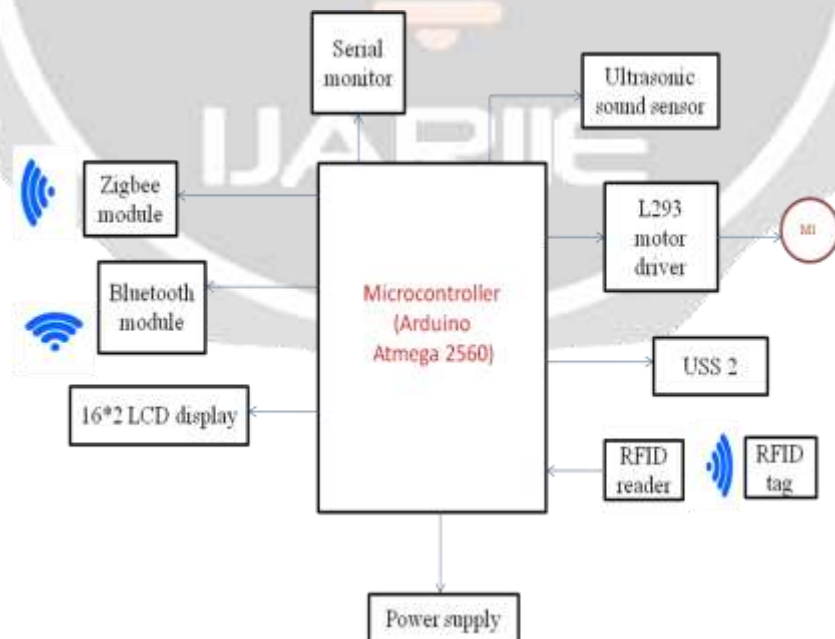 Serial
monitor
Ultrasonic
sound sensor
IJARIIE
Zigbee
module
L293
motor
driver
M1
Bluetooth
module
Microcontroller
(Arduino
Atmega 2560)
USS 2
16*2 LCD display
RFID
reader
RFID
tag
Power supply